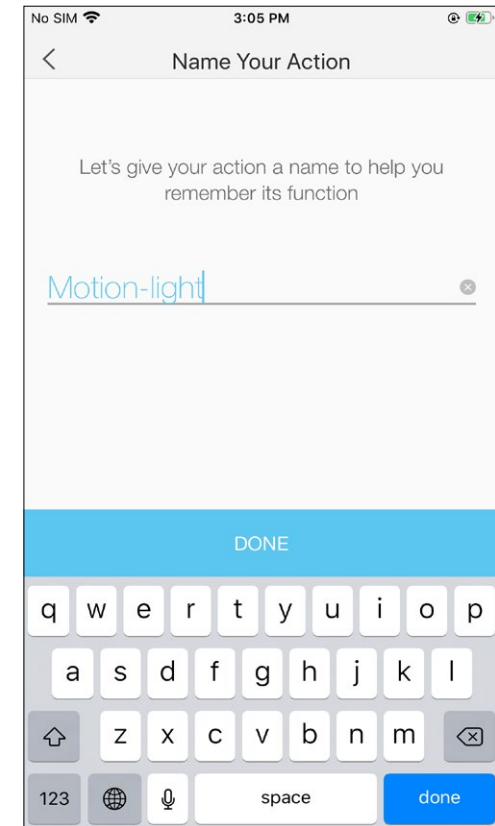 No SIM 3:05 PM
Name Your Action
Let's give your action a name to help you
remember its function
Motion-light
DONE
q w e r t y u i o p
a s d f g h j k l
z x c v b n m
123 space done